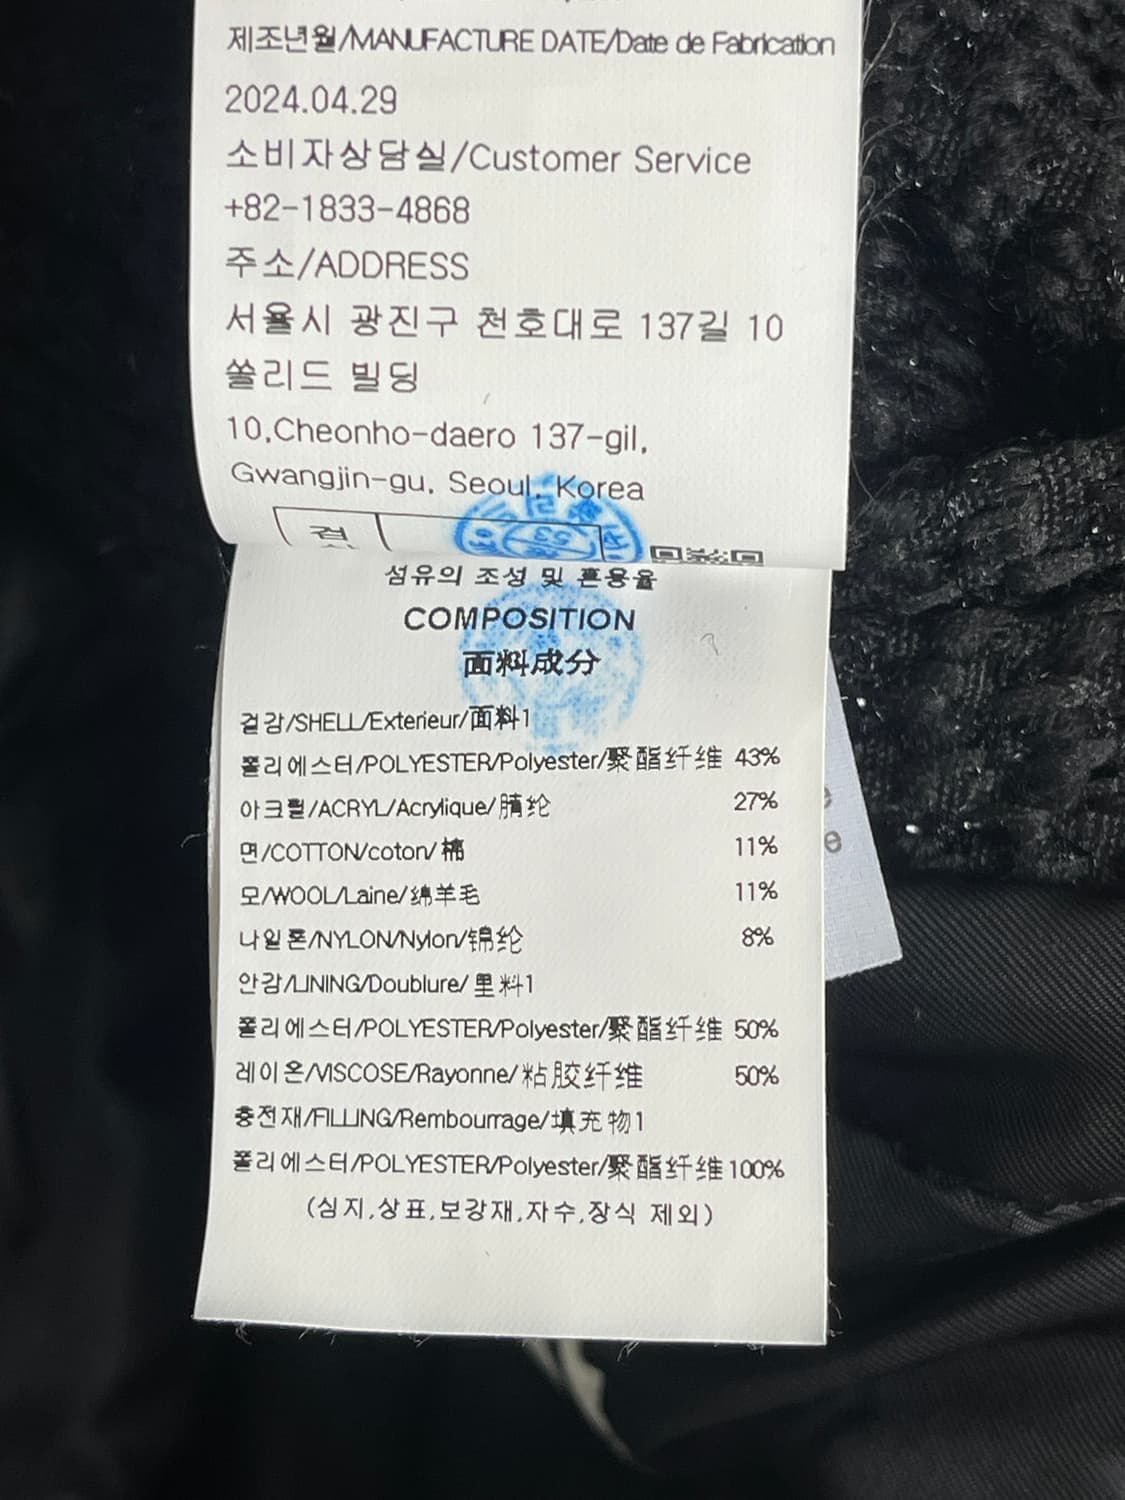 제조년월/MANUFACTURE DATE/Date de Fabrication
2024.04.29
소비자상담실/Customer Service
+82-1833-4868
주소/ADDRESS
서울시 광진구 천호대로 137길 10
쏠리드 빌딩
10,Cheonho-daero 137-gil,
Gwangjin-gu, Seoul, Korea
섬유의 조성 및 혼용율
COMPOSITION
面料成分
겉감/SHELL/Exterieur/面料1
폴리에스터/POLYESTER/Polyester/聚酯纤维 43%
아크릴/ACRYL/Acrylique/腈纶 27%
면/COTTON/coton/棉 11%
모/WOOL/Laine/绵羊毛 11%
나일론/NYLON/Nylon/锦纶 8%
안감/LINING/Doublure/里料1
폴리에스터/POLYESTER/Polyester/聚酯纤维 50%
레이온/VISCOSE/Rayonne/粘胶纤维 50%
충전재/FILLING/Rembourrage/填充物1
폴리에스터/POLYESTER/Polyester/聚酯纤维 100%
(심지,상표,보강재,자수,장식 제외)